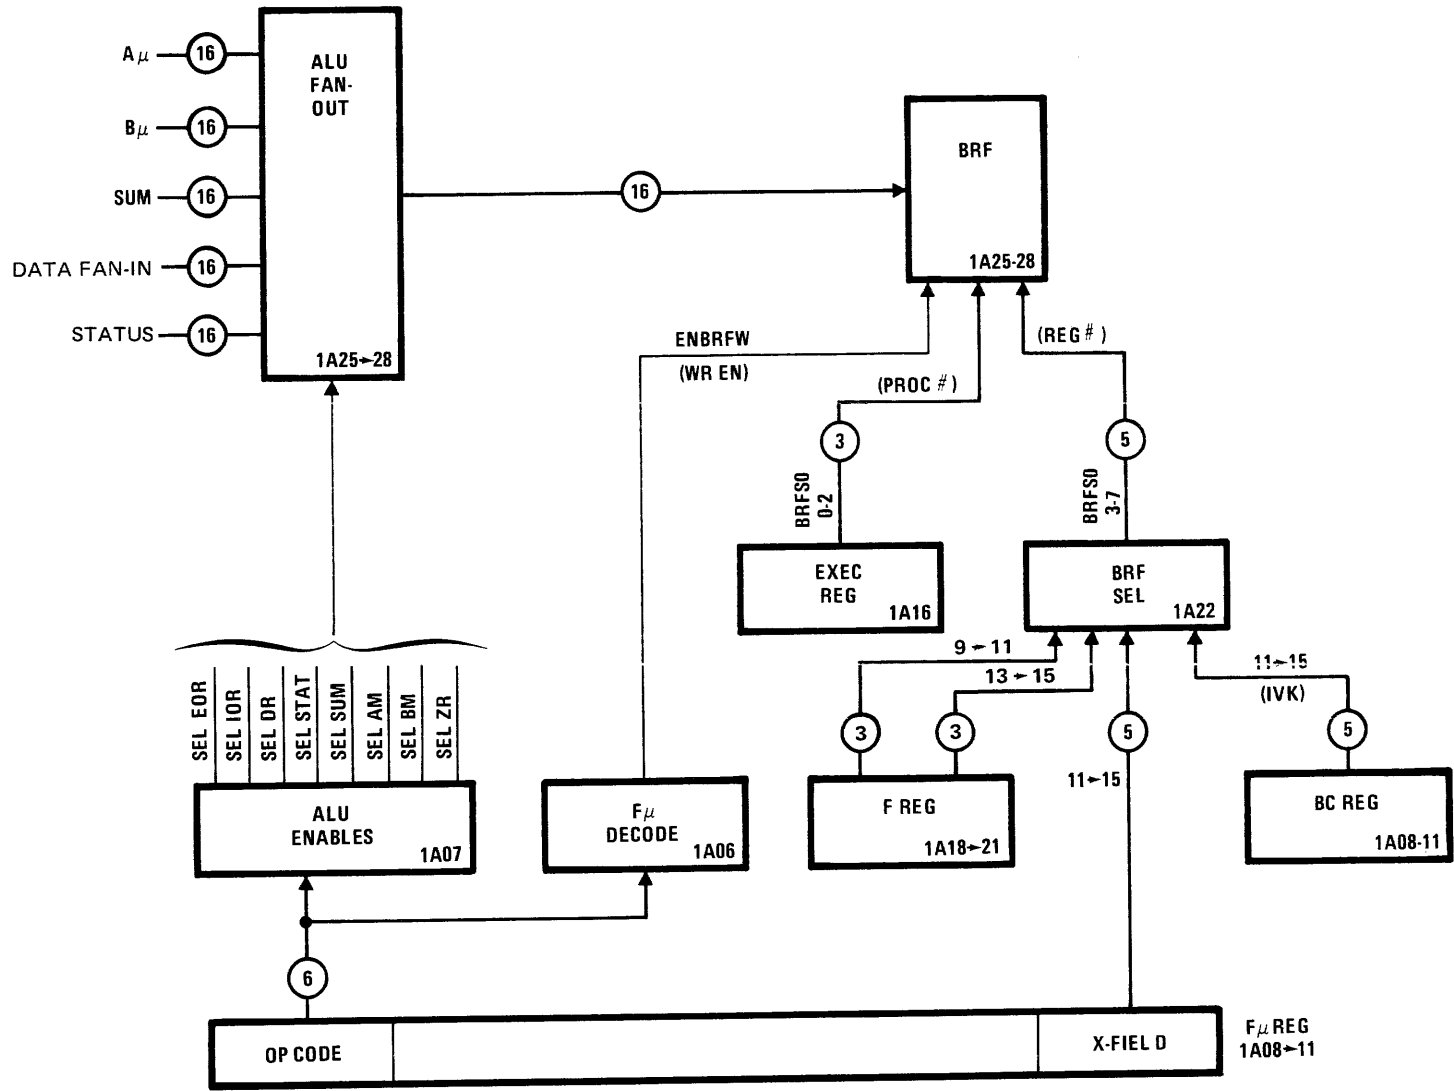 Aμ
16
ALU
FAN-
OUT
Bμ
16
SUM
16
DATA FAN-IN
16
STATUS
16
1A25→28
16
BRF
1A25-28
ENBRFW
(WR EN)
(PROC #)
(REG #)
3
5
BRFSO
0-2
BRFSO
3-7
EXEC
REG
1A16
BRF
SEL
1A22
9→11
13→15
11→15
(IVK)
SEL EOR
SEL IOR
SEL DR
SEL STAT
SEL SUM
SEL AM
SEL BM
SEL ZR
3
3
5
5
11→15
ALU
ENABLES
1A07
Fμ
DECODE
1A06
F REG
1A18→21
BC REG
1A08-11
6
OP CODE
X-FIELD
Fμ REG
1A08→11